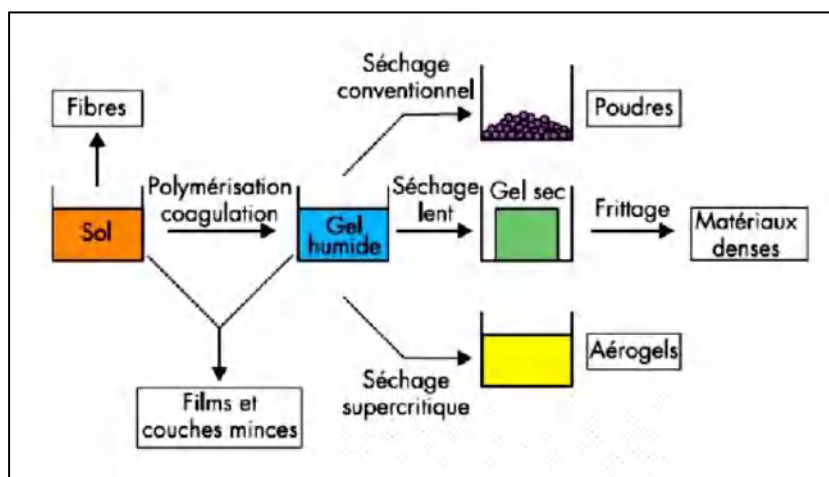 Séchage
conventionnel
Poudres
Fibres
Sol
Polymérisation
coagulation
Gel
humide
Séchage
lent
Gel sec
Frittage
Matériaux
denses
Films et
couches minces
Séchage
supercritique
Aérogels